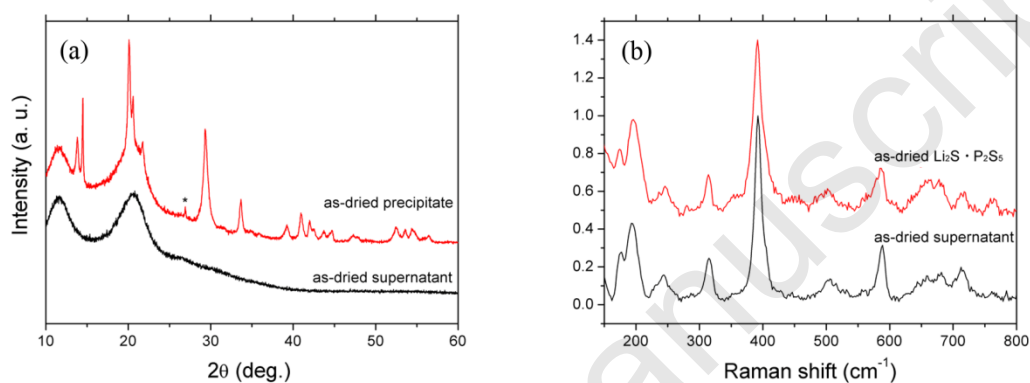 (a)
Intensity (a. u.)
as-dried precipitate
*
as-dried supernatant
10 20 30 40 50 60
2θ (deg.)
(b)
1.4
1.2
1.0
0.8
0.6
0.4
0.2
0.0
as-dried Li₂S・P₂S₅
as-dried supernatant
200 300 400 500 600 700 800
Raman shift (cm⁻¹)
anuscri